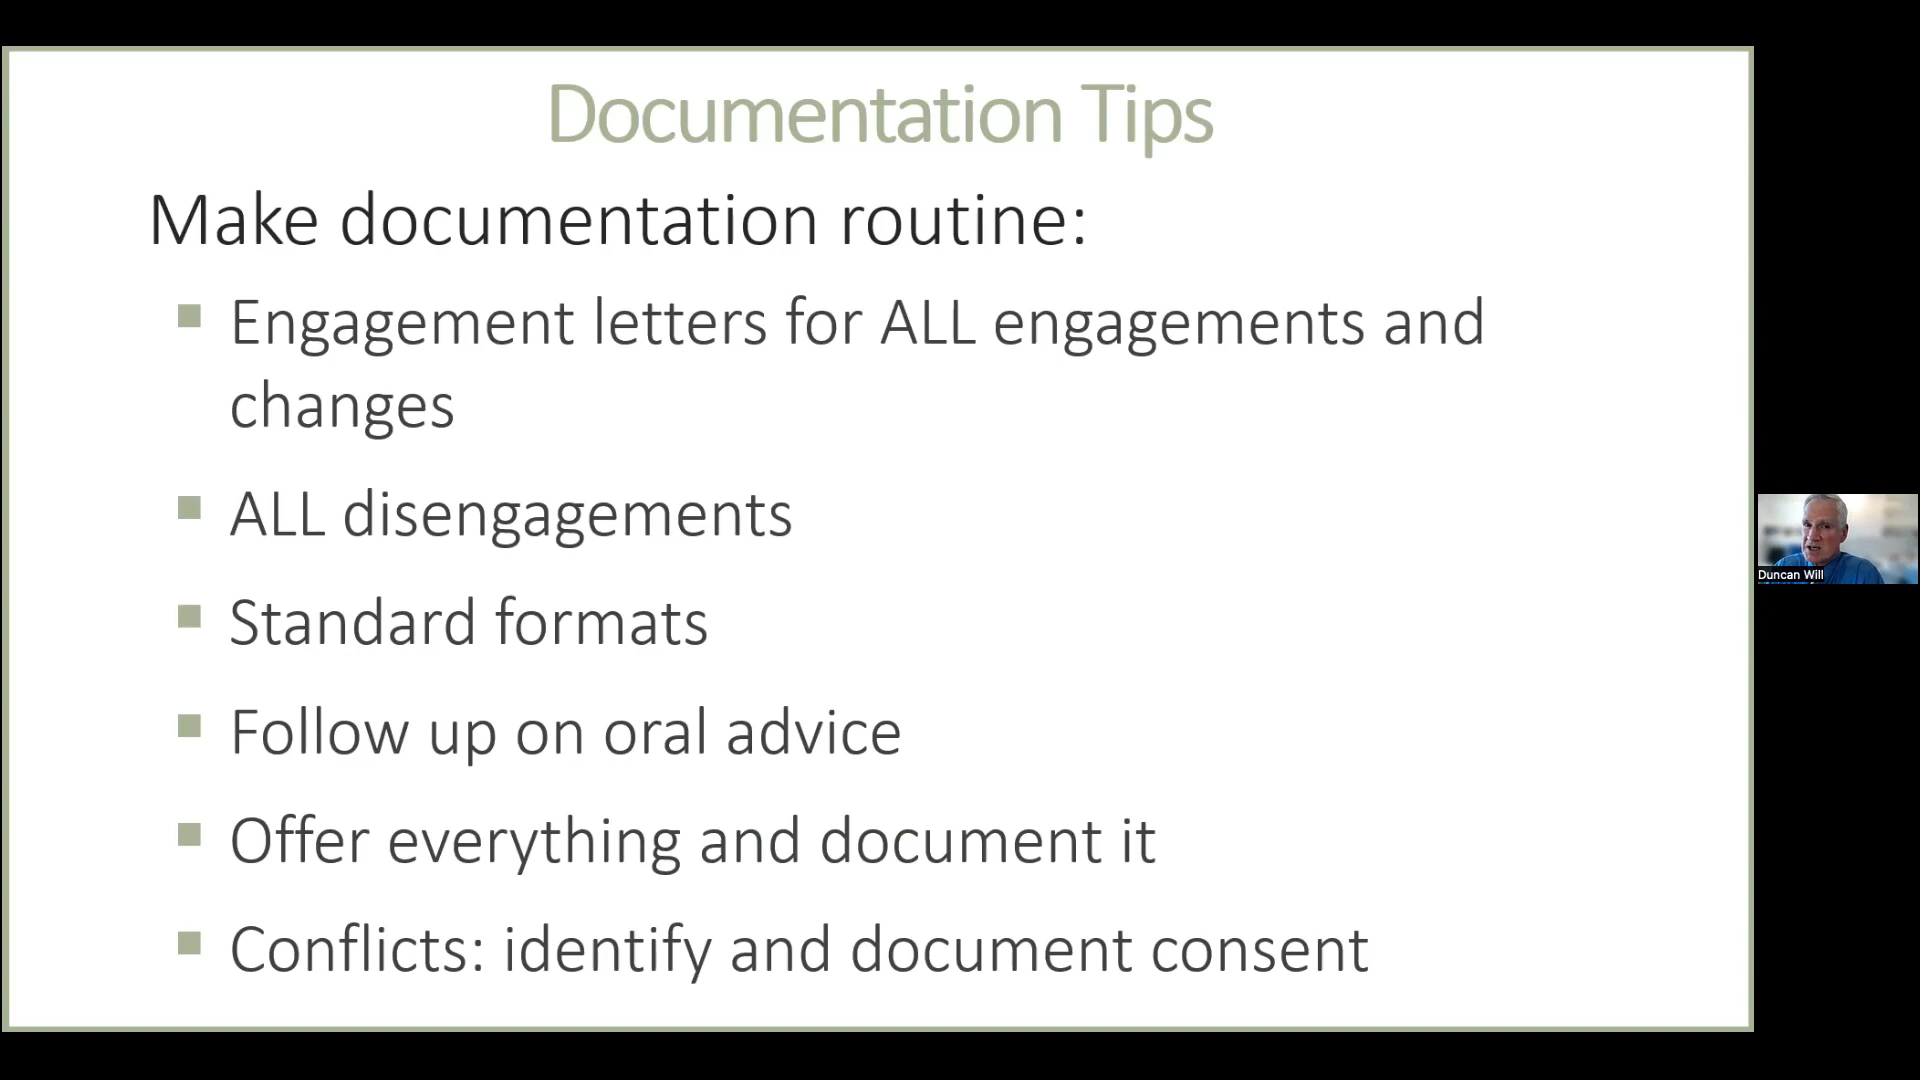 Documentation Tips
Make documentation routine:
Engagement letters for ALL engagements and
changes
ALL disengagements
Standard formats
Follow up on oral advice
Offer everything and document it
Conflicts: identify and document consent
Duncan Will